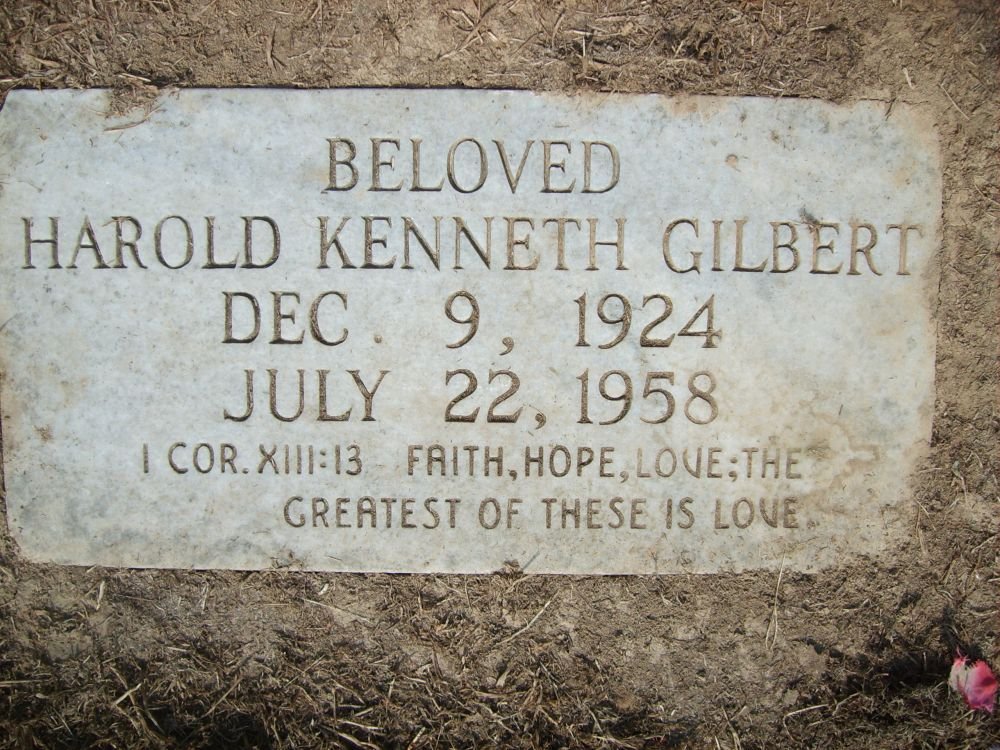 BELOVED
HAROLD KENNETH GILBERT
DEC. 9, 1924
JULY 22, 1958
I COR. XIII:13 FAITH, HOPE, LOVE; THE
GREATEST OF THESE IS LOVE.